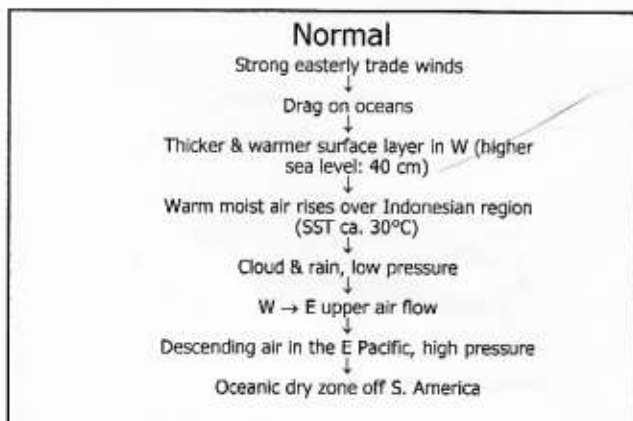 Normal
Strong easterly trade winds
↓
Drag on oceans
↓
Thicker & warmer surface layer in W (higher
sea level: 40 cm)
↓
Warm moist air rises over Indonesian region
(SST ca. 30°C)
↓
Cloud & rain, low pressure
↓
W → E upper air flow
↓
Descending air in the E Pacific, high pressure
↓
Oceanic dry zone off S. America